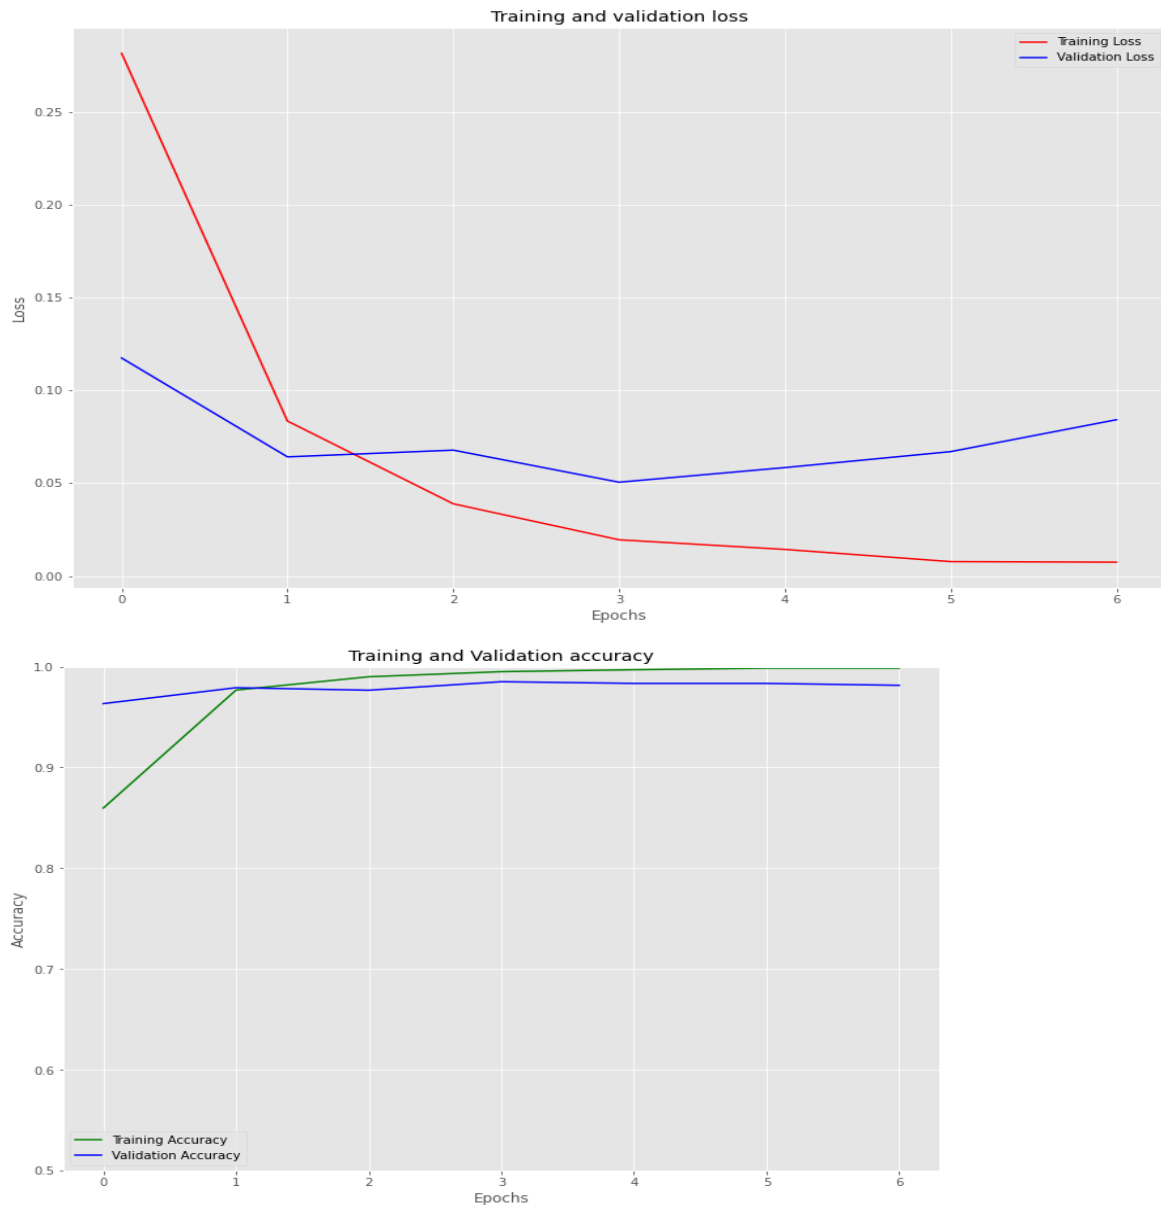 Training and validation loss
Training Loss
Validation Loss
0.25
0.20
0.15
0.10
0.05
0.00
Loss
0 1 2 3 4 5 6
Epochs
Training and Validation accuracy
1.0
0.9
0.8
0.7
0.6
0.5
Accuracy
Training Accuracy
Validation Accuracy
0 1 2 3 4 5 6
Epochs